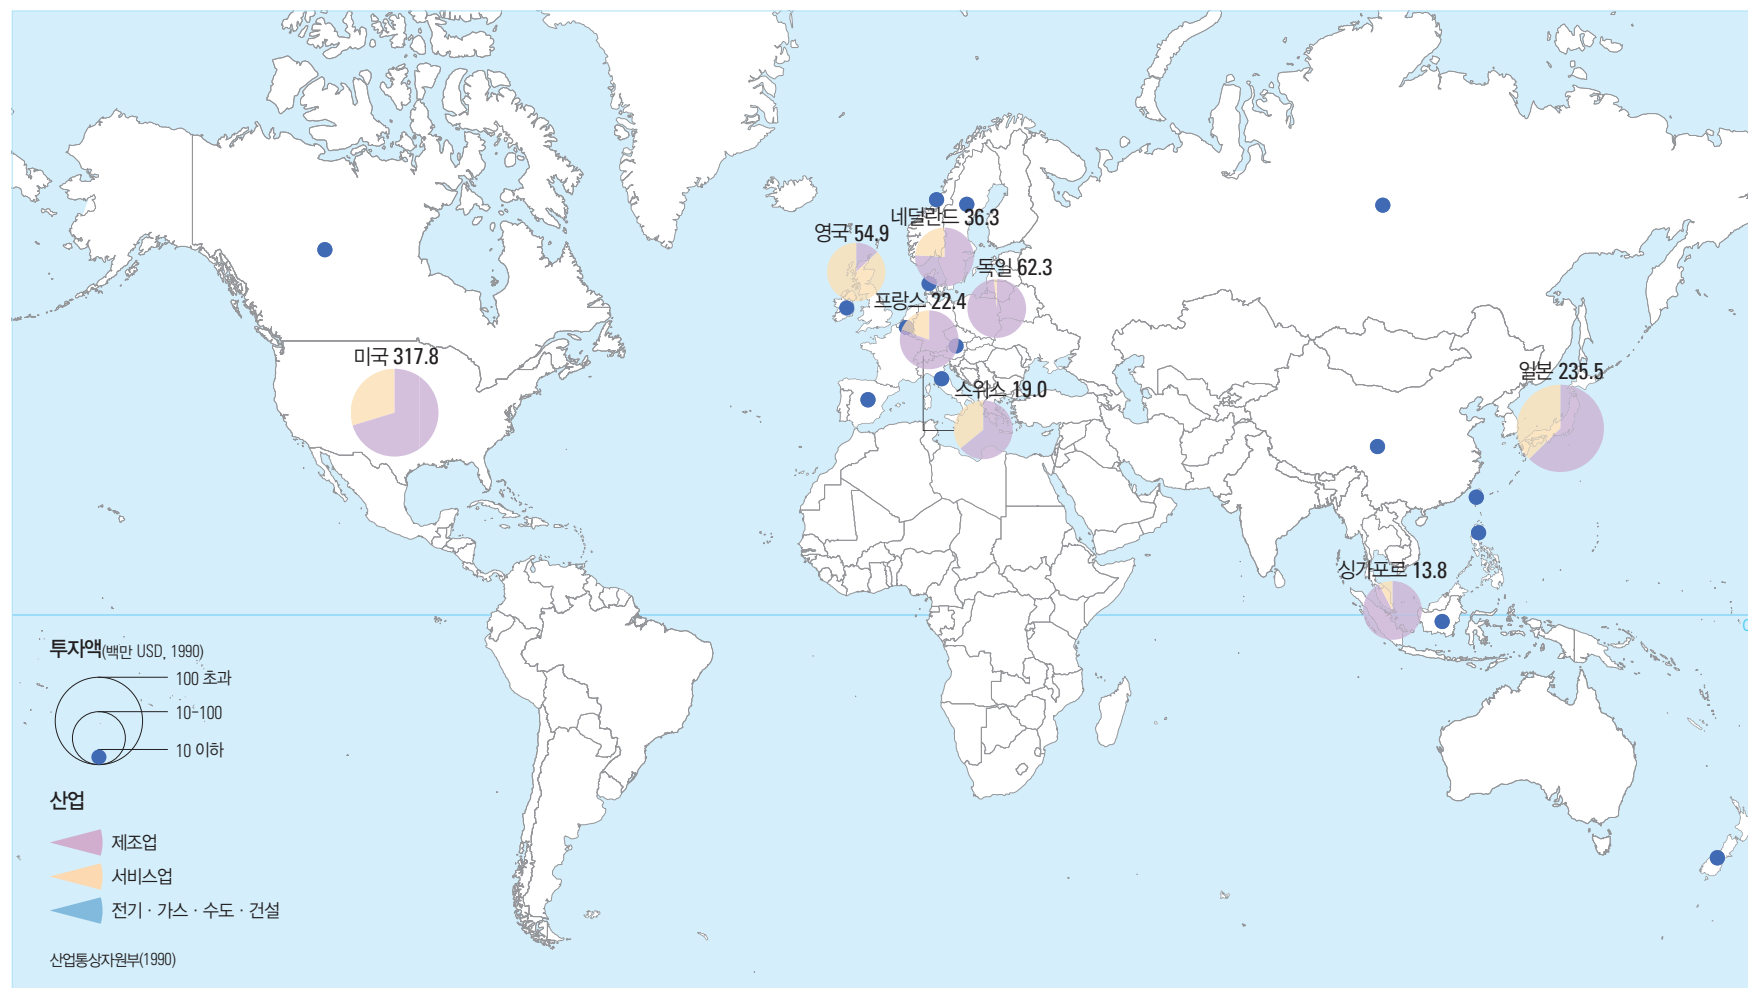 네덜란드 36.3
영국 54.9
독일 62.3
프랑스 22.4
미국 317.8
일본 235.5
스위스 19.0
싱가포르 13.8
0
투자액(백만 USD, 1990)
100 초과
10-100
10 이하
산업
제조업
서비스업
전기 · 가스 · 수도 · 건설
산업통상자원부(1990)